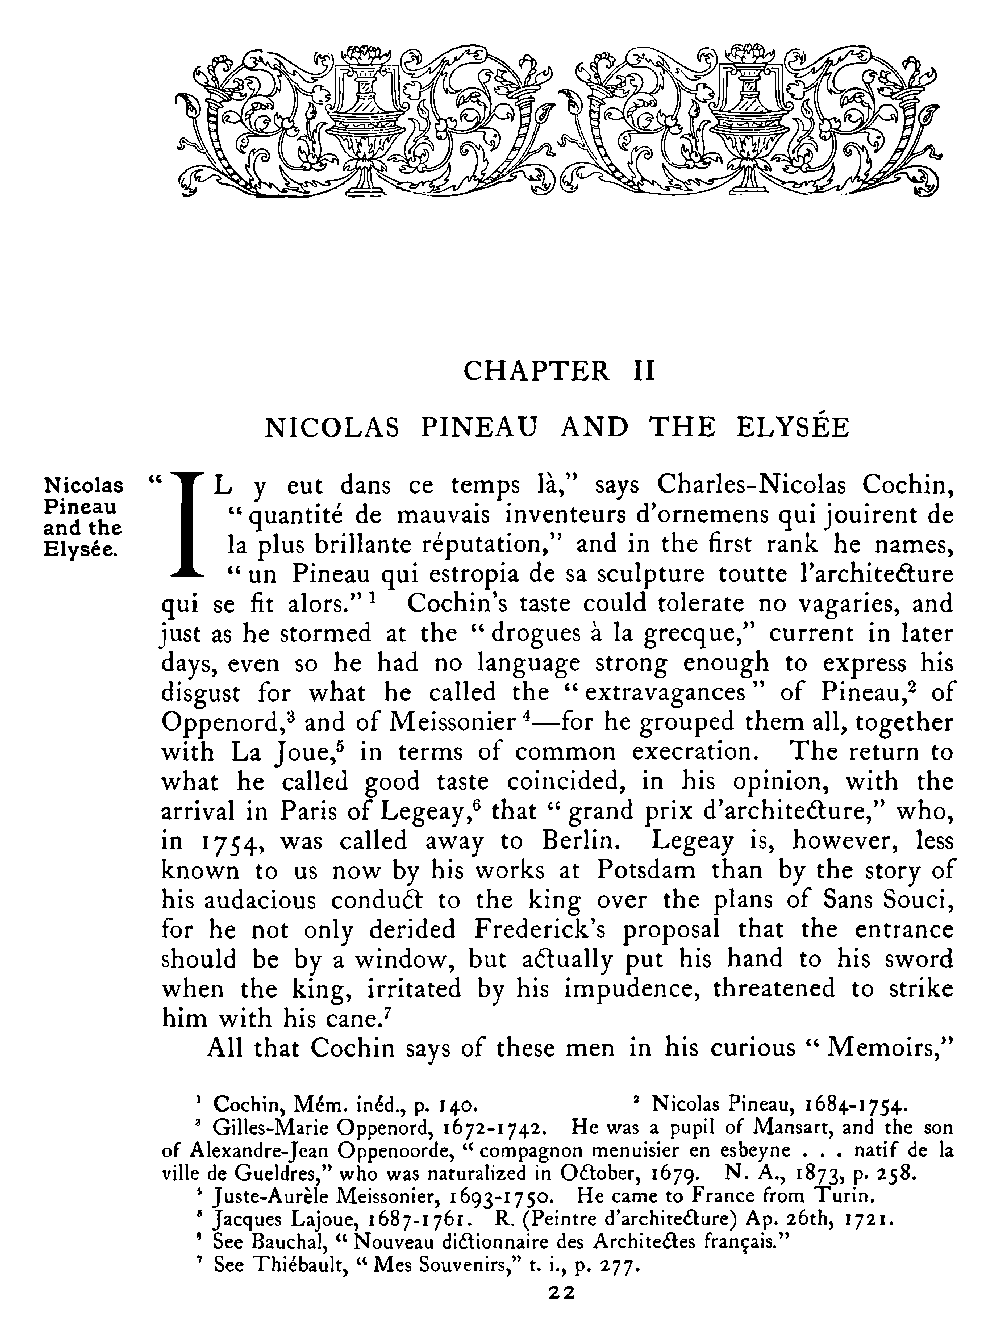 CHAPTER II
NICOLAS PINEAU AND THE ELYSÉE
Nicolas
Pineau
and the
Elysée.
“IL y eut dans ce temps là,” says Charles-Nicolas Cochin,
“quantité de mauvais inventeurs d’ornemens qui jouirent de
la plus brillante réputation,” and in the first rank he names,
“un Pineau qui estropia de sa sculpture toutte l’architecture
qui se fit alors.”¹ Cochin’s taste could tolerate no vagaries, and
just as he stormed at the “drogues à la grecque,” current in later
days, even so he had no language strong enough to express his
disgust for what he called the “extravagances” of Pineau,² of
Oppenord,³ and of Meissonier⁴—for he grouped them all, together
with La Joue,⁵ in terms of common execration. The return to
what he called good taste coincided, in his opinion, with the
arrival in Paris of Legeay,⁶ that “grand prix d’architecture,” who,
in 1754, was called away to Berlin. Legeay is, however, less
known to us now by his works at Potsdam than by the story of
his audacious conduct to the king over the plans of Sans Souci,
for he not only derided Frederick’s proposal that the entrance
should be by a window, but actually put his hand to his sword
when the king, irritated by his impudence, threatened to strike
him with his cane.⁷
All that Cochin says of these men in his curious “Memoirs,”
¹ Cochin, Mém. inéd., p. 140. ² Nicolas Pineau, 1684-1754.
³ Gilles-Marie Oppenord, 1672-1742. He was a pupil of Mansart, and the son
of Alexandre-Jean Oppenoorde, “compagnon menuisier en esbeyne . . . natif de la
ville de Gueldres,” who was naturalized in October, 1679. N. A., 1873, p. 258.
⁴ Juste-Aurèle Meissonier, 1693-1750. He came to France from Turin.
⁵ Jacques Lajoue, 1687-1761. R. (Peintre d’architecture) Ap. 26th, 1721.
⁶ See Bauchal, “Nouveau dictionnaire des Architectes français.”
⁷ See Thiébault, “Mes Souvenirs,” t. i., p. 277.
22